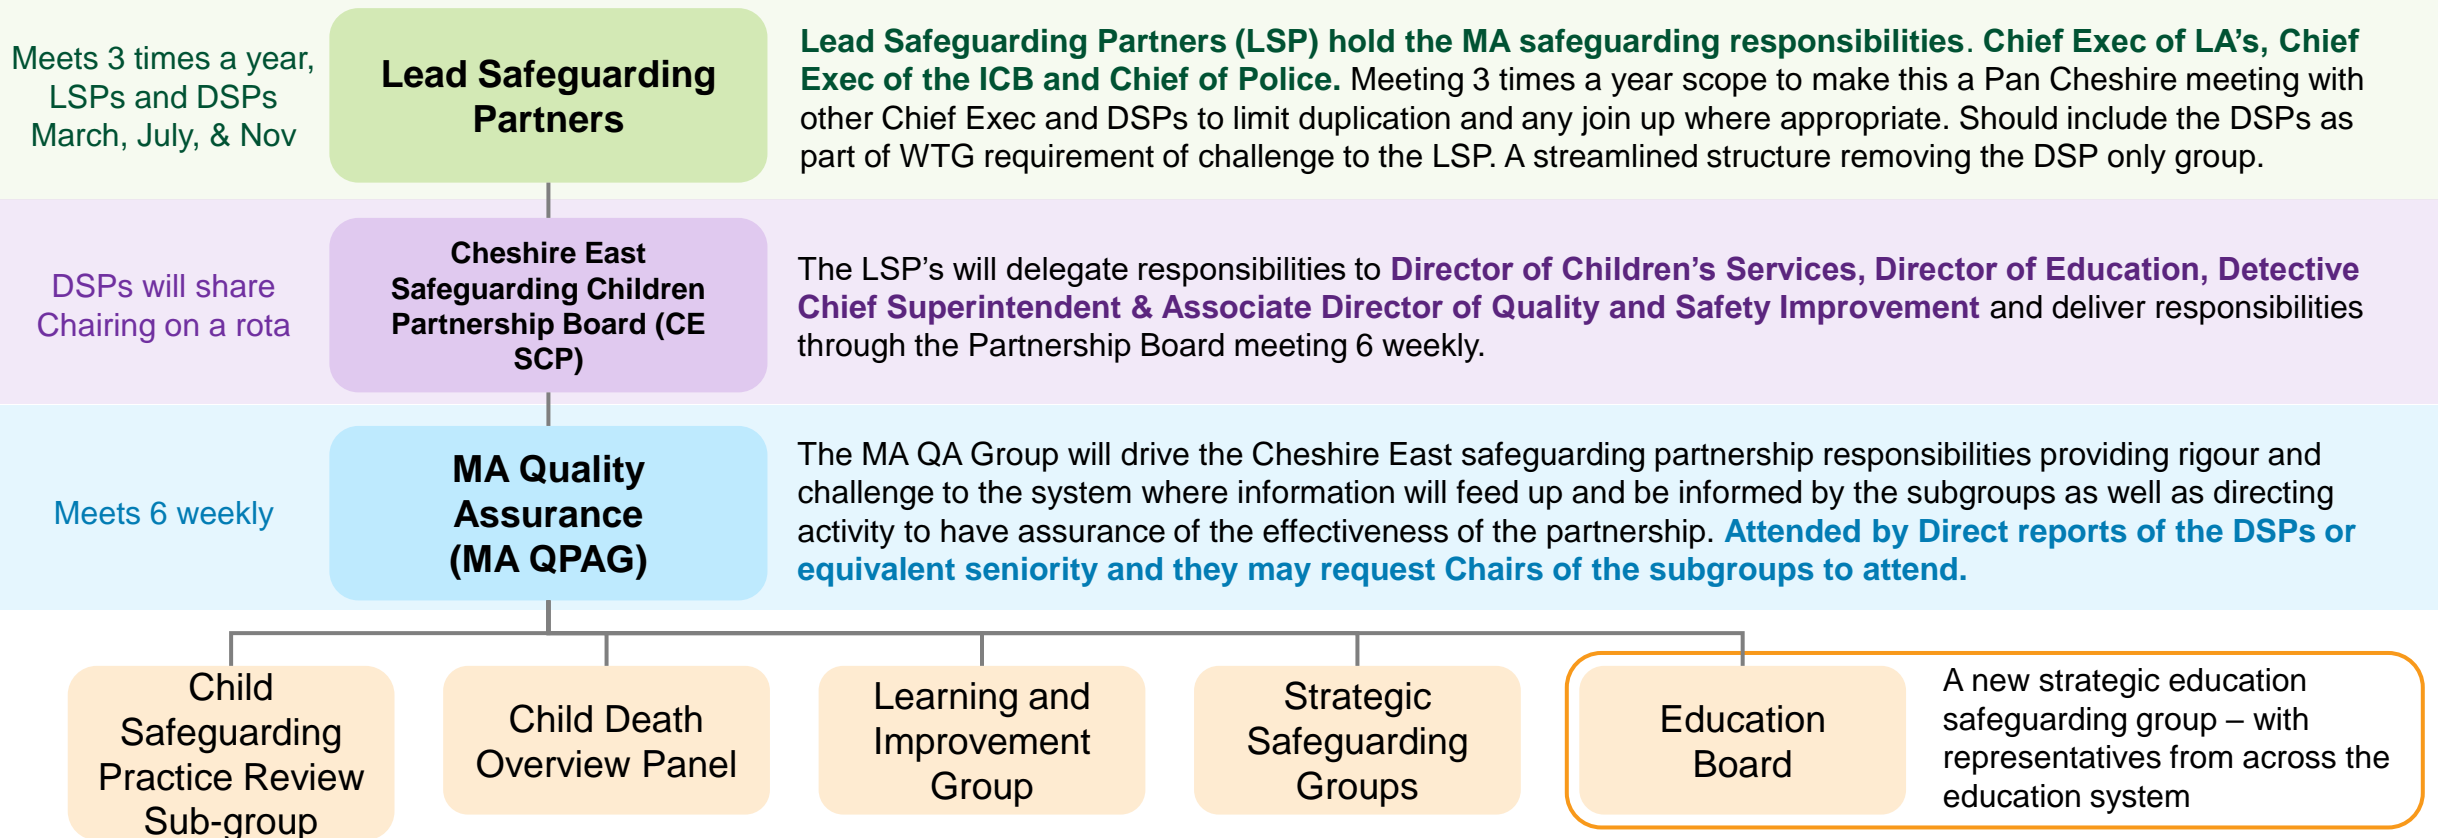 Meets 3 times a year,
LSPs and DSPs
March, July, & Nov
Lead Safeguarding
Partners
Lead Safeguarding Partners (LSP) hold the MA safeguarding responsibilities. Chief Exec of LA’s, Chief
Exec of the ICB and Chief of Police. Meeting 3 times a year scope to make this a Pan Cheshire meeting with
other Chief Exec and DSPs to limit duplication and any join up where appropriate. Should include the DSPs as
part of WTG requirement of challenge to the LSP. A streamlined structure removing the DSP only group.
DSPs will share
Chairing on a rota
Cheshire East
Safeguarding Children
Partnership Board (CE
SCP)
The LSP’s will delegate responsibilities to Director of Children’s Services, Director of Education, Detective
Chief Superintendent & Associate Director of Quality and Safety Improvement and deliver responsibilities
through the Partnership Board meeting 6 weekly.
Meets 6 weekly
MA Quality
Assurance
(MA QPAG)
The MA QA Group will drive the Cheshire East safeguarding partnership responsibilities providing rigour and
challenge to the system where information will feed up and be informed by the subgroups as well as directing
activity to have assurance of the effectiveness of the partnership. Attended by Direct reports of the DSPs or
equivalent seniority and they may request Chairs of the subgroups to attend.
Child
Safeguarding
Practice Review
Sub-group
Child Death
Overview Panel
Learning and
Improvement
Group
Strategic
Safeguarding
Groups
Education
Board
A new strategic education
safeguarding group – with
representatives from across the
education system